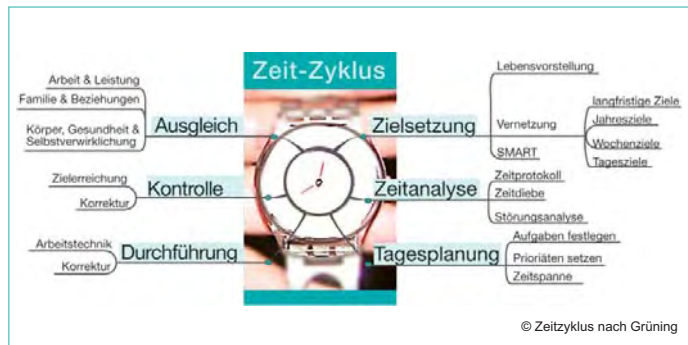 Zeit-Zyklus
Zielsetzung
Lebensvorstellung
Vernetzung
langfristige Ziele
Jahresziele
Wochenziele
Tagesziele
SMART
Zeitanalyse
Zeitprotokoll
Zeitdiebe
Störungsanalyse
Tagesplanung
Aufgaben festlegen
Prioriäten setzen
Zeitspanne
Durchführung
Arbeitstechnik
Korrektur
Kontrolle
Zielerreichung
Korrektur
Ausgleich
Arbeit & Leistung
Familie & Beziehungen
Körper, Gesundheit &
Selbstverwirklichung
© Zeitzyklus nach Grüning